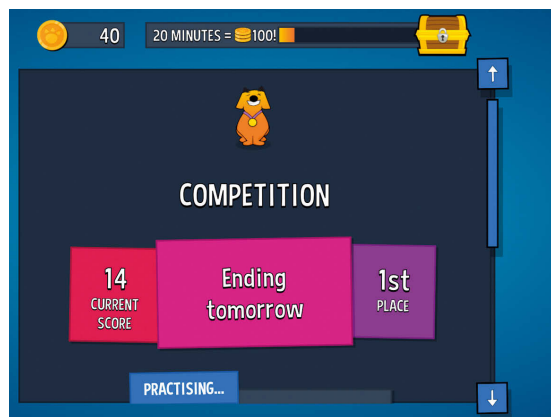 40
20 MINUTES = 100!
COMPETITION
14
CURRENT
SCORE
Ending
tomorrow
1st
PLACE
PRACTISING...